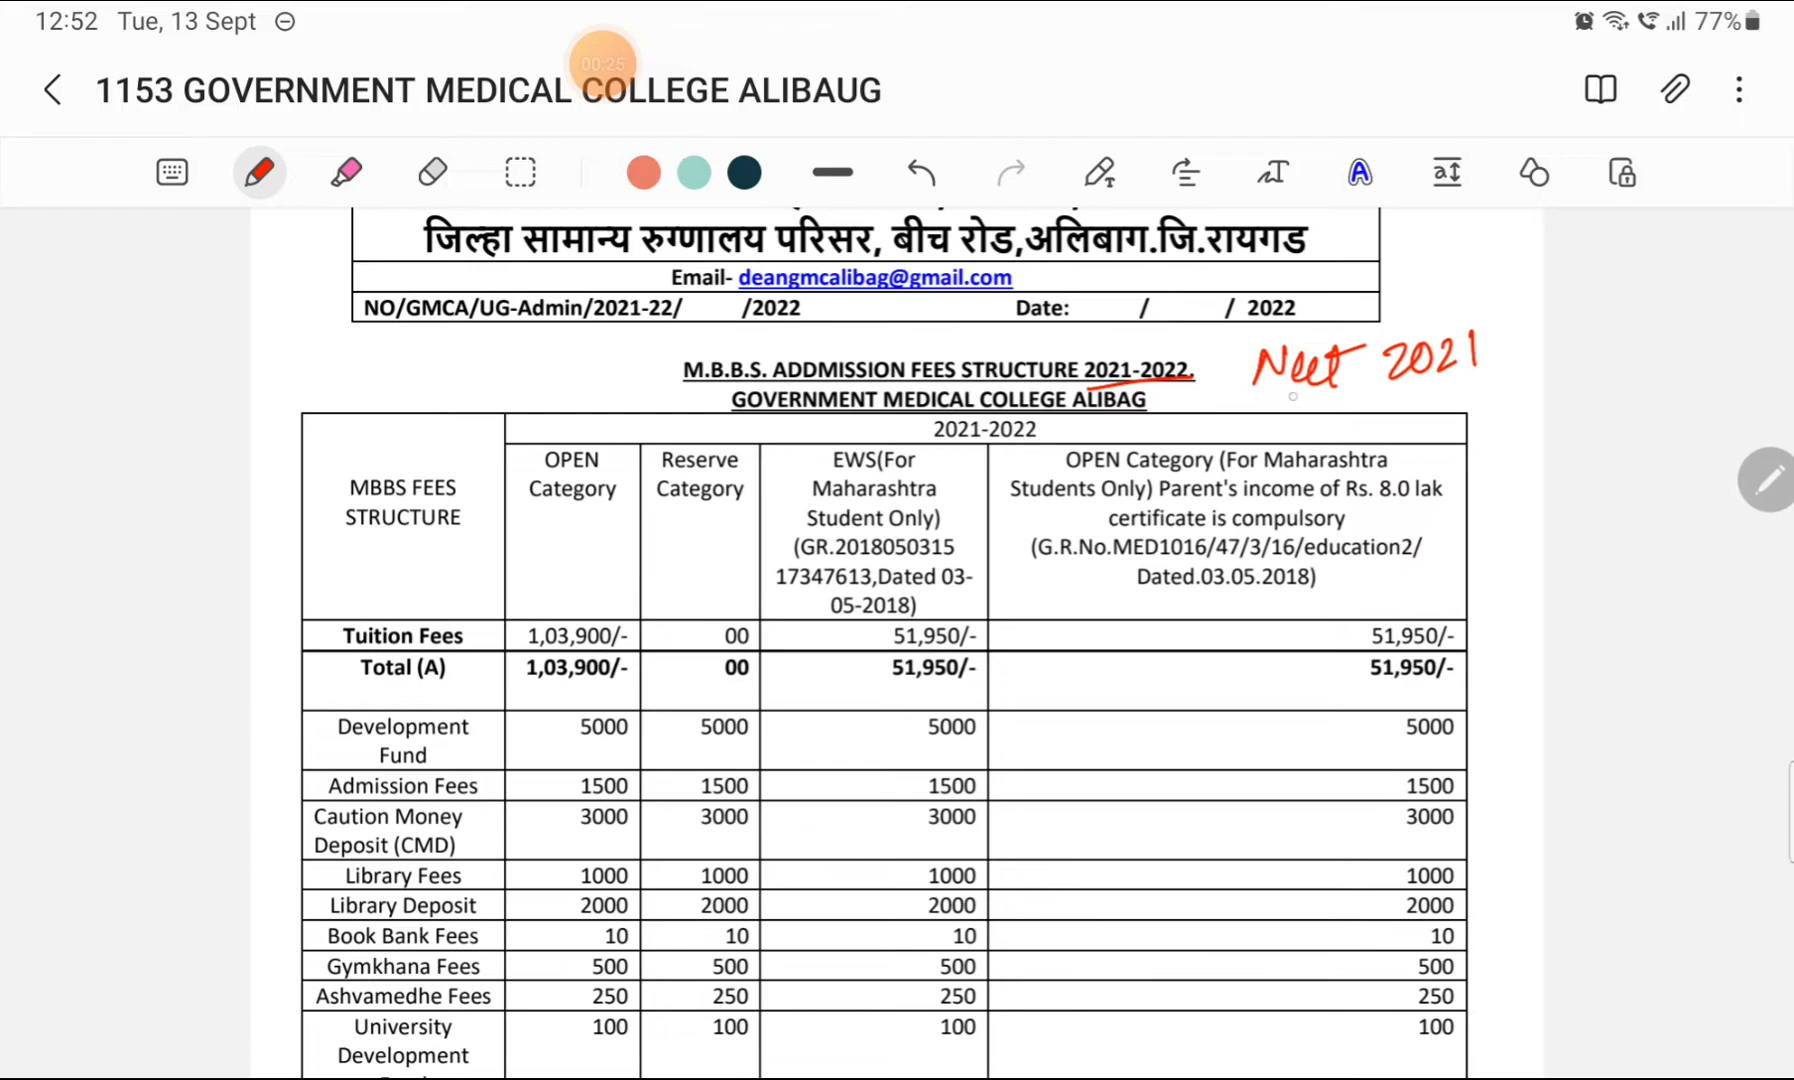 12:52 Tue, 13 Sept 77%
00:25
1153 GOVERNMENT MEDICAL COLLEGE ALIBAUG
जिल्हा सामान्य रुग्णालय परिसर, बीच रोड,अलिबाग.जि.रायगड
Email- deangmcalibag@gmail.com
NO/GMCA/UG-Admin/2021-22/ /2022 Date: / / 2022
Neet 2021
M.B.B.S. ADDMISSION FEES STRUCTURE 2021-2022.
GOVERNMENT MEDICAL COLLEGE ALIBAG
MBBS FEES
STRUCTURE
2021-2022
OPEN
Category
Reserve
Category
EWS(For
Maharashtra
Student Only)
(GR.2018050315
17347613,Dated 03-
05-2018)
OPEN Category (For Maharashtra
Students Only) Parent's income of Rs. 8.0 lak
certificate is compulsory
(G.R.No.MED1016/47/3/16/education2/
Dated.03.05.2018)
Tuition Fees 1,03,900/- 00 51,950/- 51,950/-
Total (A) 1,03,900/- 00 51,950/- 51,950/-
Development
Fund 5000 5000 5000 5000
Admission Fees 1500 1500 1500 1500
Caution Money
Deposit (CMD) 3000 3000 3000 3000
Library Fees 1000 1000 1000 1000
Library Deposit 2000 2000 2000 2000
Book Bank Fees 10 10 10 10
Gymkhana Fees 500 500 500 500
Ashvamedhe Fees 250 250 250 250
University
Development 100 100 100 100